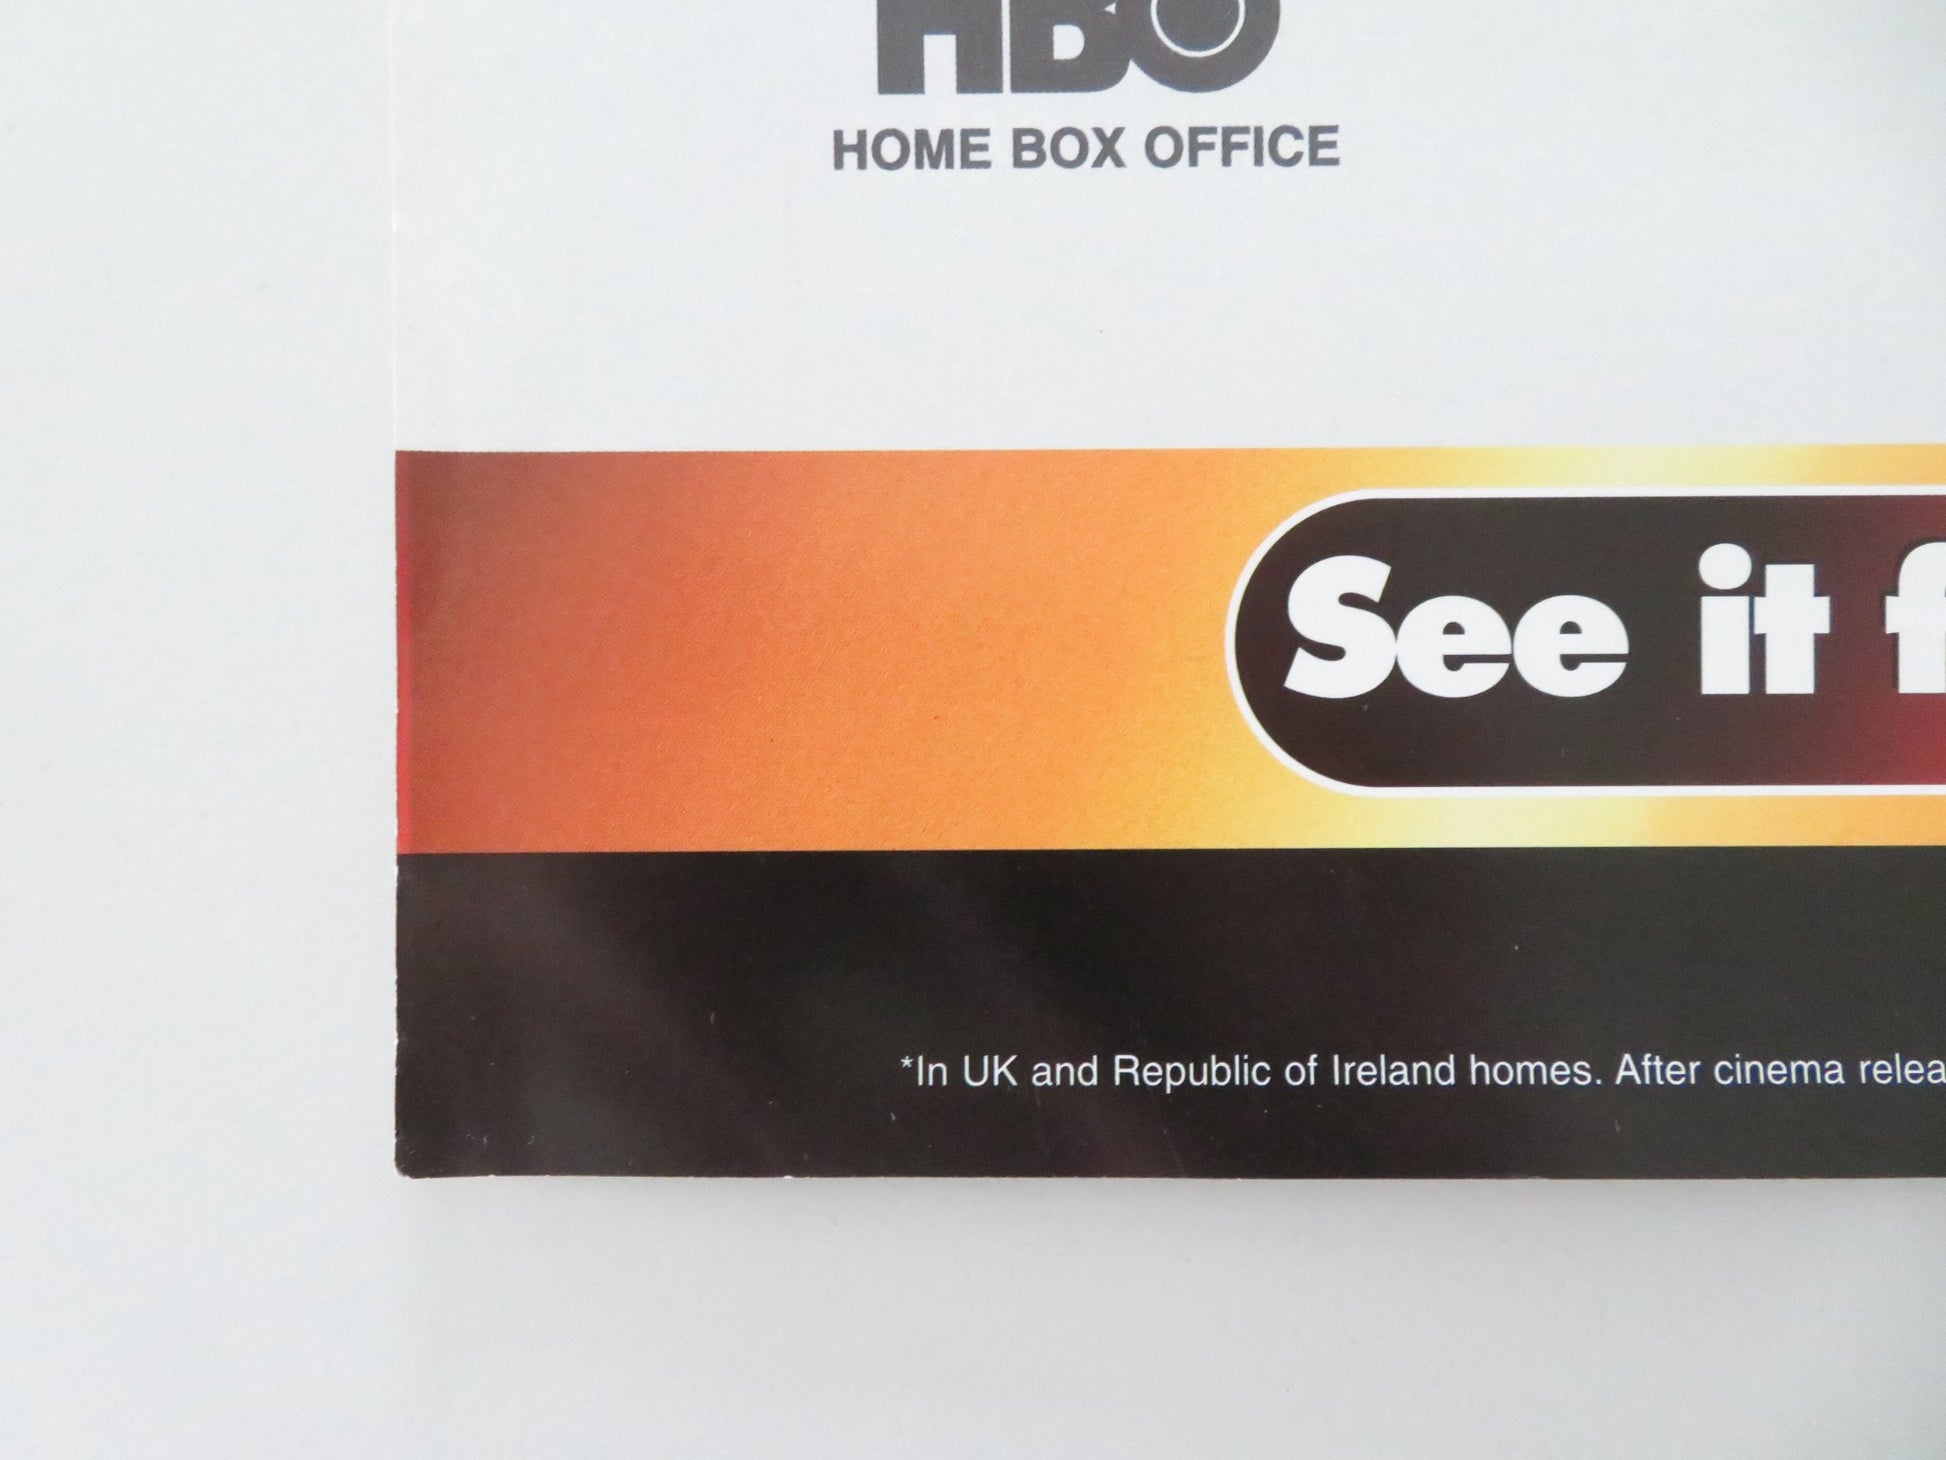 HBO
HOME BOX OFFICE
See it f
*In UK and Republic of Ireland homes. After cinema relea